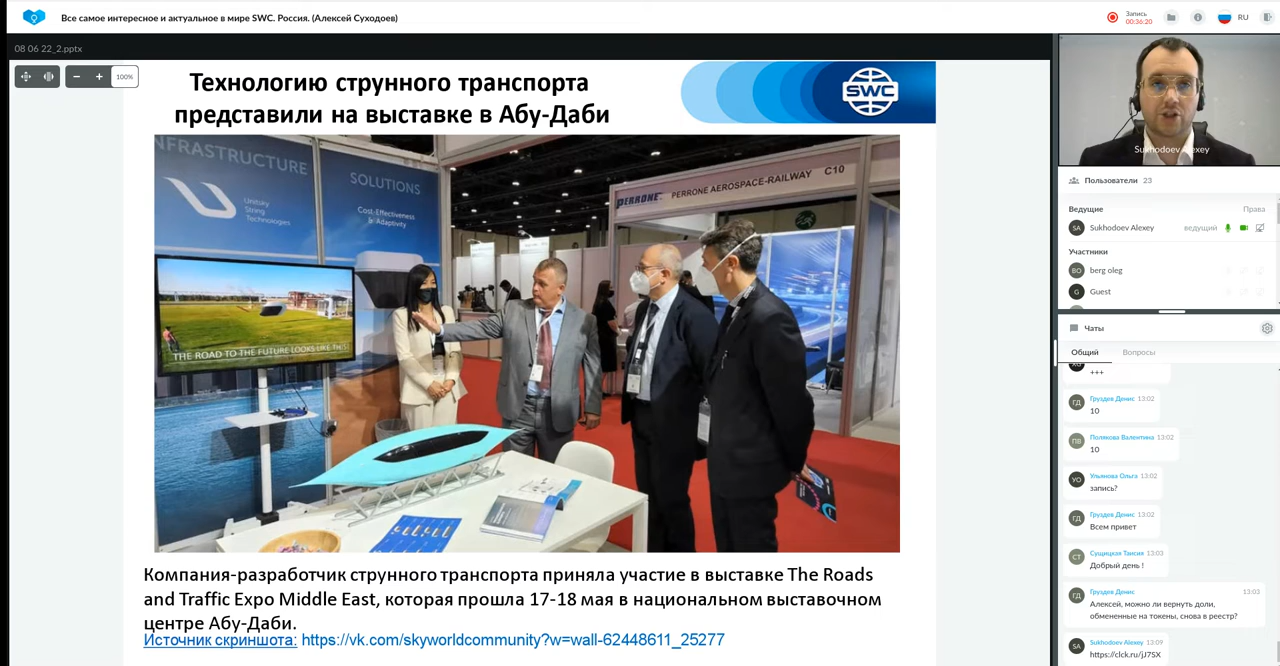 Все самое интересное и актуальное в мире SWC. Россия. (Алексей Суходоев)
Запись
00:36:20
RU
08 06 22_2.pptx
100%
Технологию струнного транспорта
представили на выставке в Абу-Даби
SWC
NFRASTRUCTURE
SOLUTIONS
Cost-Effectiveness
& Adaptivity
Unitsky
String
Technologies
THE ROAD TO THE FUTURE LOOKS LIKE THIS
PERRONE
PERRONE AEROSPACE-RAILWAY C10
Компания-разработчик струнного транспорта приняла участие в выставке The Roads
and Traffic Expo Middle East, которая прошла 17-18 мая в национальном выставочном
центре Абу-Даби.
Источник скриншота: https://vk.com/skyworldcommunity?w=wall-62448611_25277
Sukhodoev Alexey
Пользователи 23
Ведущие Права
SA Sukhodoev Alexey ведущий
Участники
BO berg oleg
G Guest
Чаты
Общий Вопросы
+++
ГД Груздев Денис 13:02
10
ПВ Полякова Валентина 13:02
10
УО Ульянова Ольга 13:02
запись?
ГД Груздев Денис 13:02
Всем привет
СТ Сущицкая Таисия 13:03
Добрый день !
ГД Груздев Денис 13:03
Алексей, можно ли вернуть доли,
обмененные на токены, снова в реестр?
SA Sukhodoev Alexey 13:09
https://clck.ru/jJ7SX